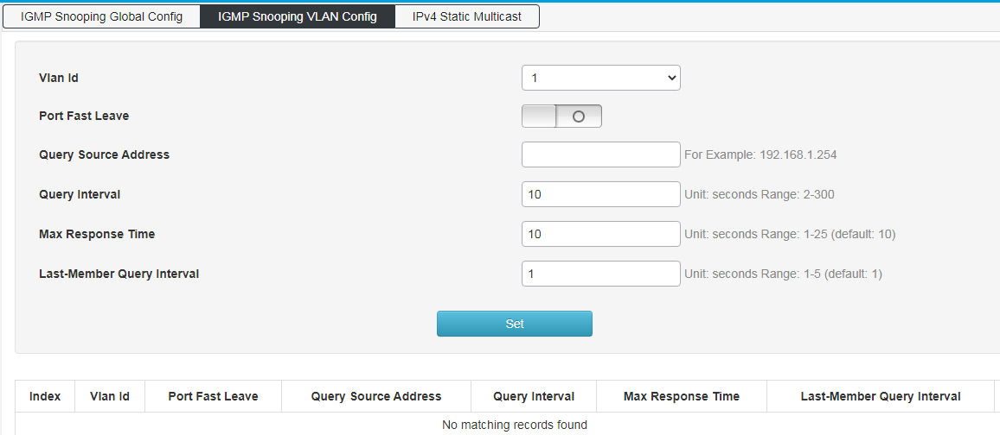 IGMP Snooping Global Config IGMP Snooping VLAN Config IPv4 Static Multicast
Vlan Id 1
Port Fast Leave
Query Source Address For Example: 192.168.1.254
Query Interval 10 Unit: seconds Range: 2-300
Max Response Time 10 Unit: seconds Range: 1-25 (default: 10)
Last-Member Query Interval 1 Unit: seconds Range: 1-5 (default: 1)
Set
Index Vlan Id Port Fast Leave Query Source Address Query Interval Max Response Time Last-Member Query Interval
No matching records found